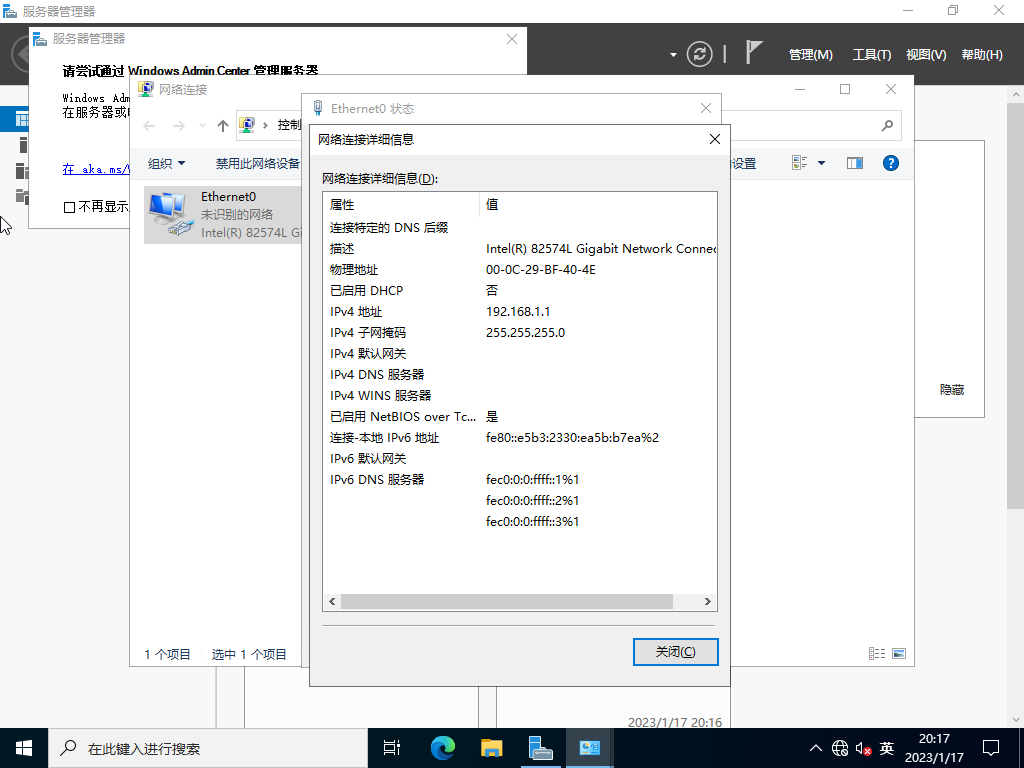 服务器管理器
管理(M) 工具(T) 视图(V) 帮助(H)
服务器管理器
请尝试通过 Windows Admin Center 管理服务器
Windows Adm
在服务器或
在 aka.ms/W
不再显示
隐藏
网络连接
控制
组织 禁用此网络设备
设置
Ethernet0
未识别的网络
Intel(R) 82574L Gi
1 个项目 选中 1 个项目
Ethernet0 状态
网络连接详细信息
网络连接详细信息(D):
属性 值
连接特定的 DNS 后缀
描述 Intel(R) 82574L Gigabit Network Connec
物理地址 00-0C-29-BF-40-4E
已启用 DHCP 否
IPv4 地址 192.168.1.1
IPv4 子网掩码 255.255.255.0
IPv4 默认网关
IPv4 DNS 服务器
IPv4 WINS 服务器
已启用 NetBIOS over Tc... 是
连接-本地 IPv6 地址 fe80::e5b3:2330:ea5b:b7ea%2
IPv6 默认网关
IPv6 DNS 服务器 fec0:0:0:ffff::1%1
fec0:0:0:ffff::2%1
fec0:0:0:ffff::3%1
关闭(C)
2023/1/17 20:16
在此键入进行搜索
英
20:17
2023/1/17